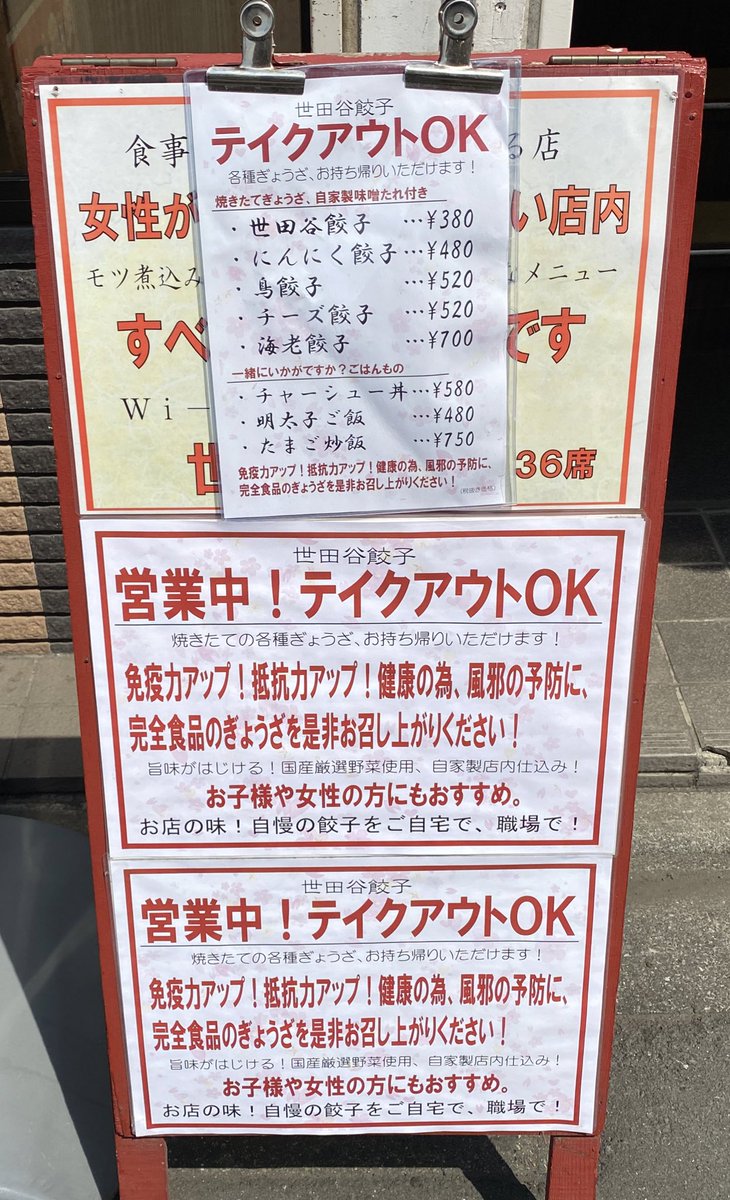 世田谷餃子
テイクアウトOK
各種ぎょうざ、お持ち帰りいただけます！
焼きたてぎょうざ、自家製味噌たれ付き
・世田谷餃子 …¥380
・にんにく餃子…¥480
・鳥餃子 …¥520
・チーズ餃子 …¥520
・海老餃子 …¥700
一緒にいかがですか？ごはんもの
・チャーシュー丼…¥580
・明太子ご飯 …¥480
・たまご炒飯 …¥750
免疫力アップ！抵抗力アップ！健康の為、風邪の予防に、
完全食品のぎょうざを是非お召し上がりください！
（税抜き価格）
食事 る店
女性が い店内
モツ煮込み メニュー
すべ です
Wi－
世 36席
世田谷餃子
営業中！テイクアウトOK
焼きたての各種ぎょうざ、お持ち帰りいただけます！
免疫力アップ！抵抗力アップ！健康の為、風邪の予防に、
完全食品のぎょうざを是非お召し上がりください！
旨味がはじける！国産厳選野菜使用、自家製店内仕込み！
お子様や女性の方にもおすすめ。
お店の味！自慢の餃子をご自宅で、職場で！
世田谷餃子
営業中！テイクアウトOK
焼きたての各種ぎょうざ、お持ち帰りいただけます！
免疫力アップ！抵抗力アップ！健康の為、風邪の予防に、
完全食品のぎょうざを是非お召し上がりください！
旨味がはじける！国産厳選野菜使用、自家製店内仕込み！
お子様や女性の方にもおすすめ。
お店の味！自慢の餃子をご自宅で、職場で！